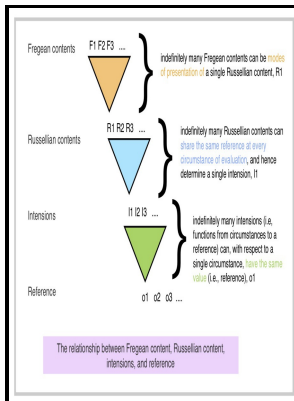 Fregean contents
F1 F2 F3 ....
indefinitely many Fregean contents can be modes
of presentation of a single Russellian content, R1
Russellian contents
R1 R2 R3 ...
indefinitely many Russellian contents can
share the same reference at every
circumstance of evaluation, and hence
determine a single intension, I1
Intensions
I1 I2 I3 ...
indefinitely many intensions (i.e,
functions from circumstances to a
reference) can, with respect to a
single circumstance, have the same
value (i.e., reference), o1
Reference
o1 o2 o3 ...
The relationship between Fregean content, Russellian content,
intensions, and reference